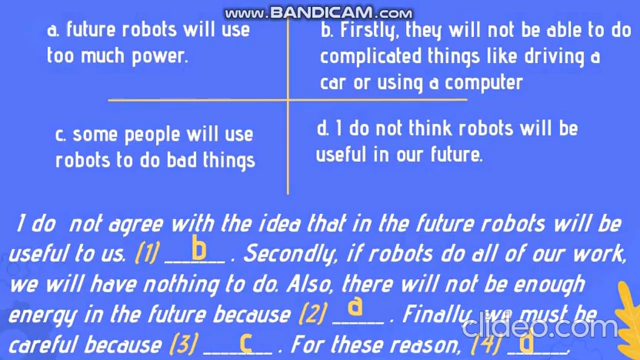 www.BANDICAM.com
a. future robots will use
too much power.
b. Firstly, they will not be able to do
complicated things like driving a
car or using a computer
c. some people will use
robots to do bad things
d. I do not think robots will be
useful in our future.
I do not agree with the idea that in the future robots will be
useful to us. (1) ___b___ . Secondly, if robots do all of our work,
we will have nothing to do. Also, there will not be enough
energy in the future because (2) ___a___ . Finally, we must be
careful because (3) ___c___ . For these reason, (4) ___d___
clideo.com